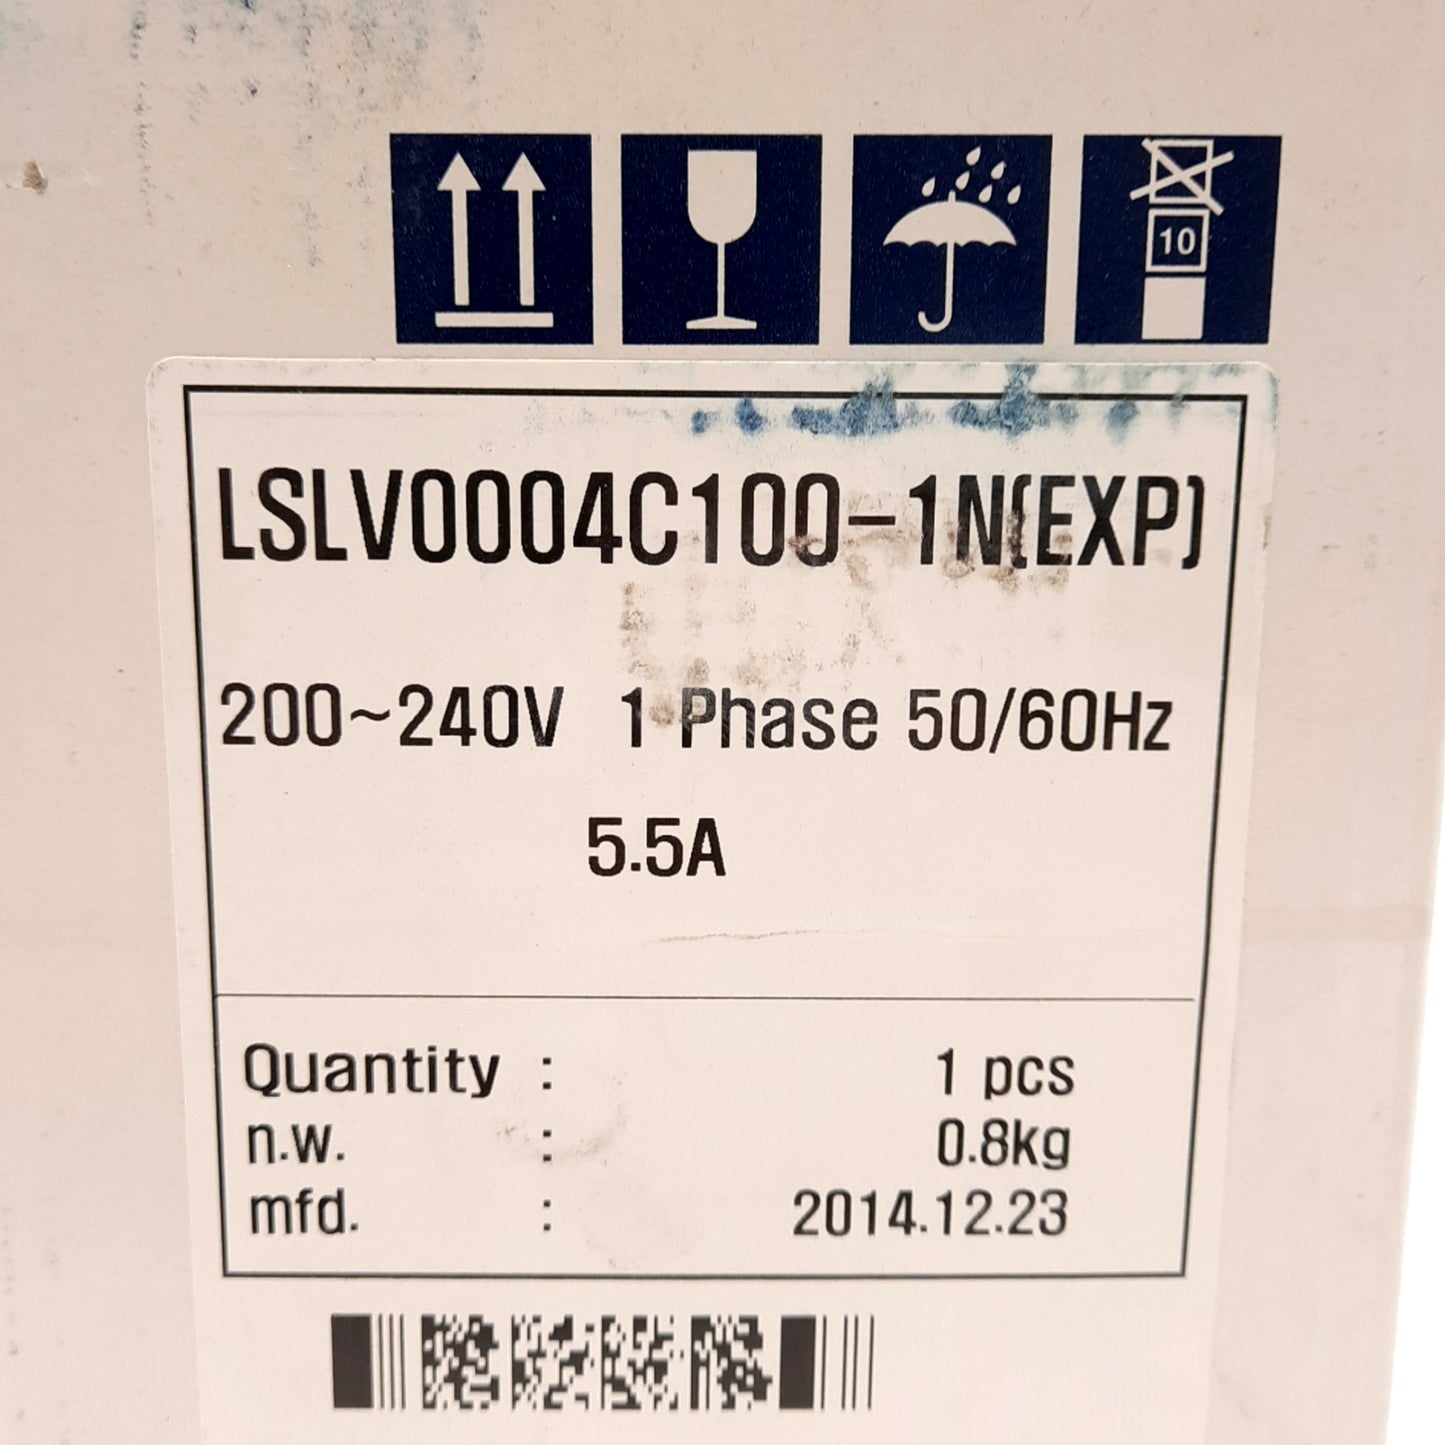 10
LSLV0004C100-1N(EXP)
200~240V 1 Phase 50/60Hz
5.5A
Quantity : 1 pcs
n.w. : 0.8kg
mfd. : 2014.12.23